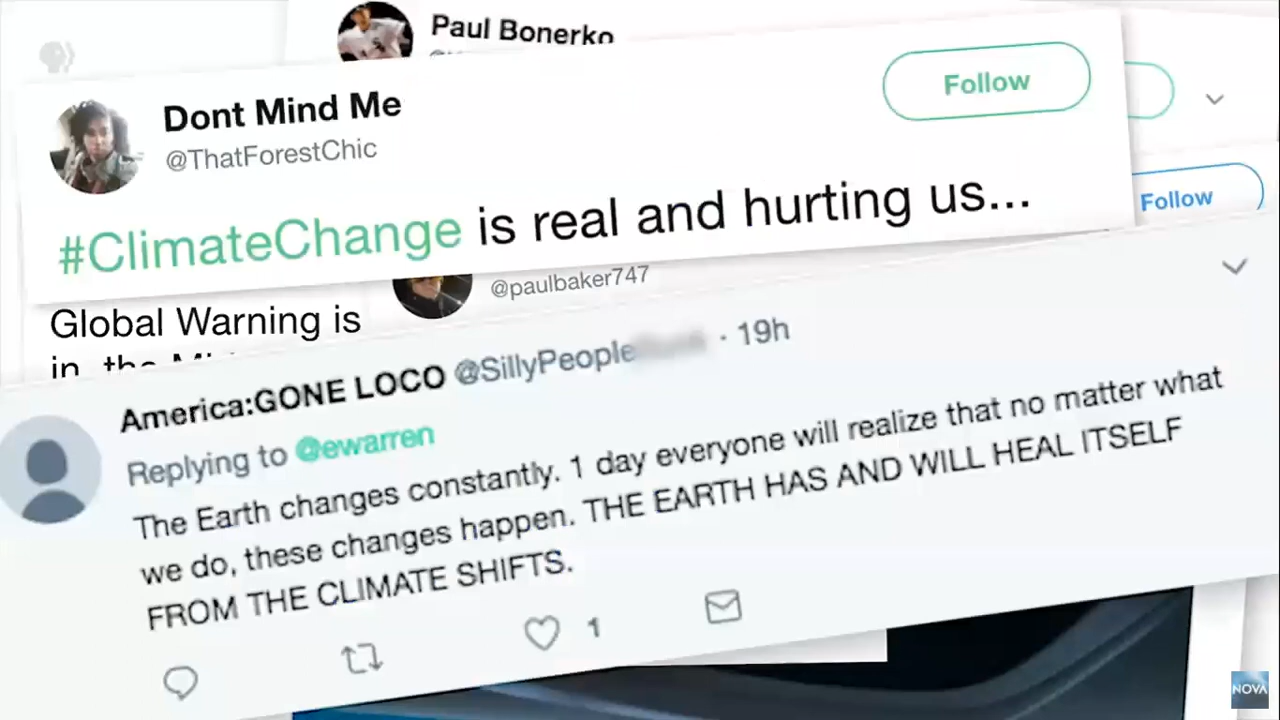 Paul Bonerko
Dont Mind Me
@ThatForestChic
Follow
#ClimateChange is real and hurting us...
Follow
@paulbaker747
Global Warning is
in the
America:GONE LOCO @SillyPeople · 19h
Replying to @ewarren
The Earth changes constantly. 1 day everyone will realize that no matter what
we do, these changes happen. THE EARTH HAS AND WILL HEAL ITSELF
FROM THE CLIMATE SHIFTS.
1
NOVA